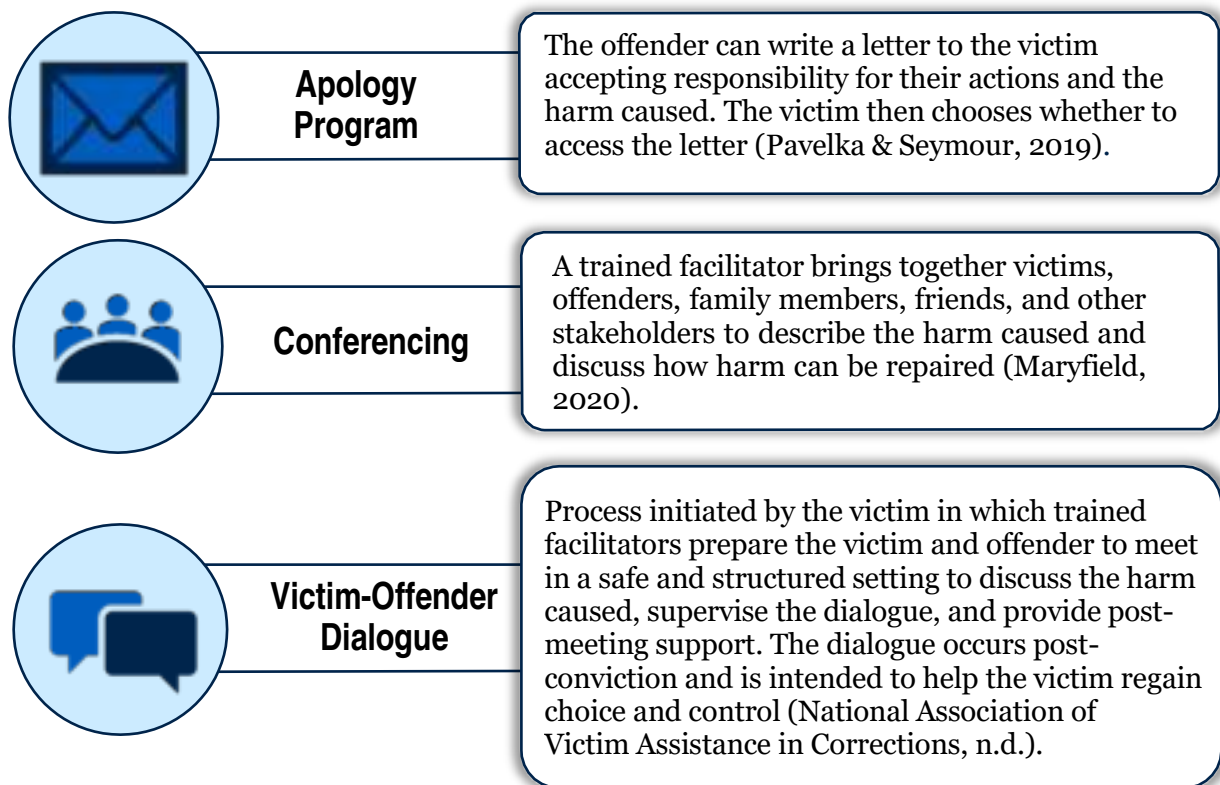 Apology
Program
The offender can write a letter to the victim
accepting responsibility for their actions and the
harm caused. The victim then chooses whether to
access the letter (Pavelka & Seymour, 2019).
Conferencing
A trained facilitator brings together victims,
offenders, family members, friends, and other
stakeholders to describe the harm caused and
discuss how harm can be repaired (Maryfield,
2020).
Victim-Offender
Dialogue
Process initiated by the victim in which trained
facilitators prepare the victim and offender to meet
in a safe and structured setting to discuss the harm
caused, supervise the dialogue, and provide post-
meeting support. The dialogue occurs post-
conviction and is intended to help the victim regain
choice and control (National Association of
Victim Assistance in Corrections, n.d.).